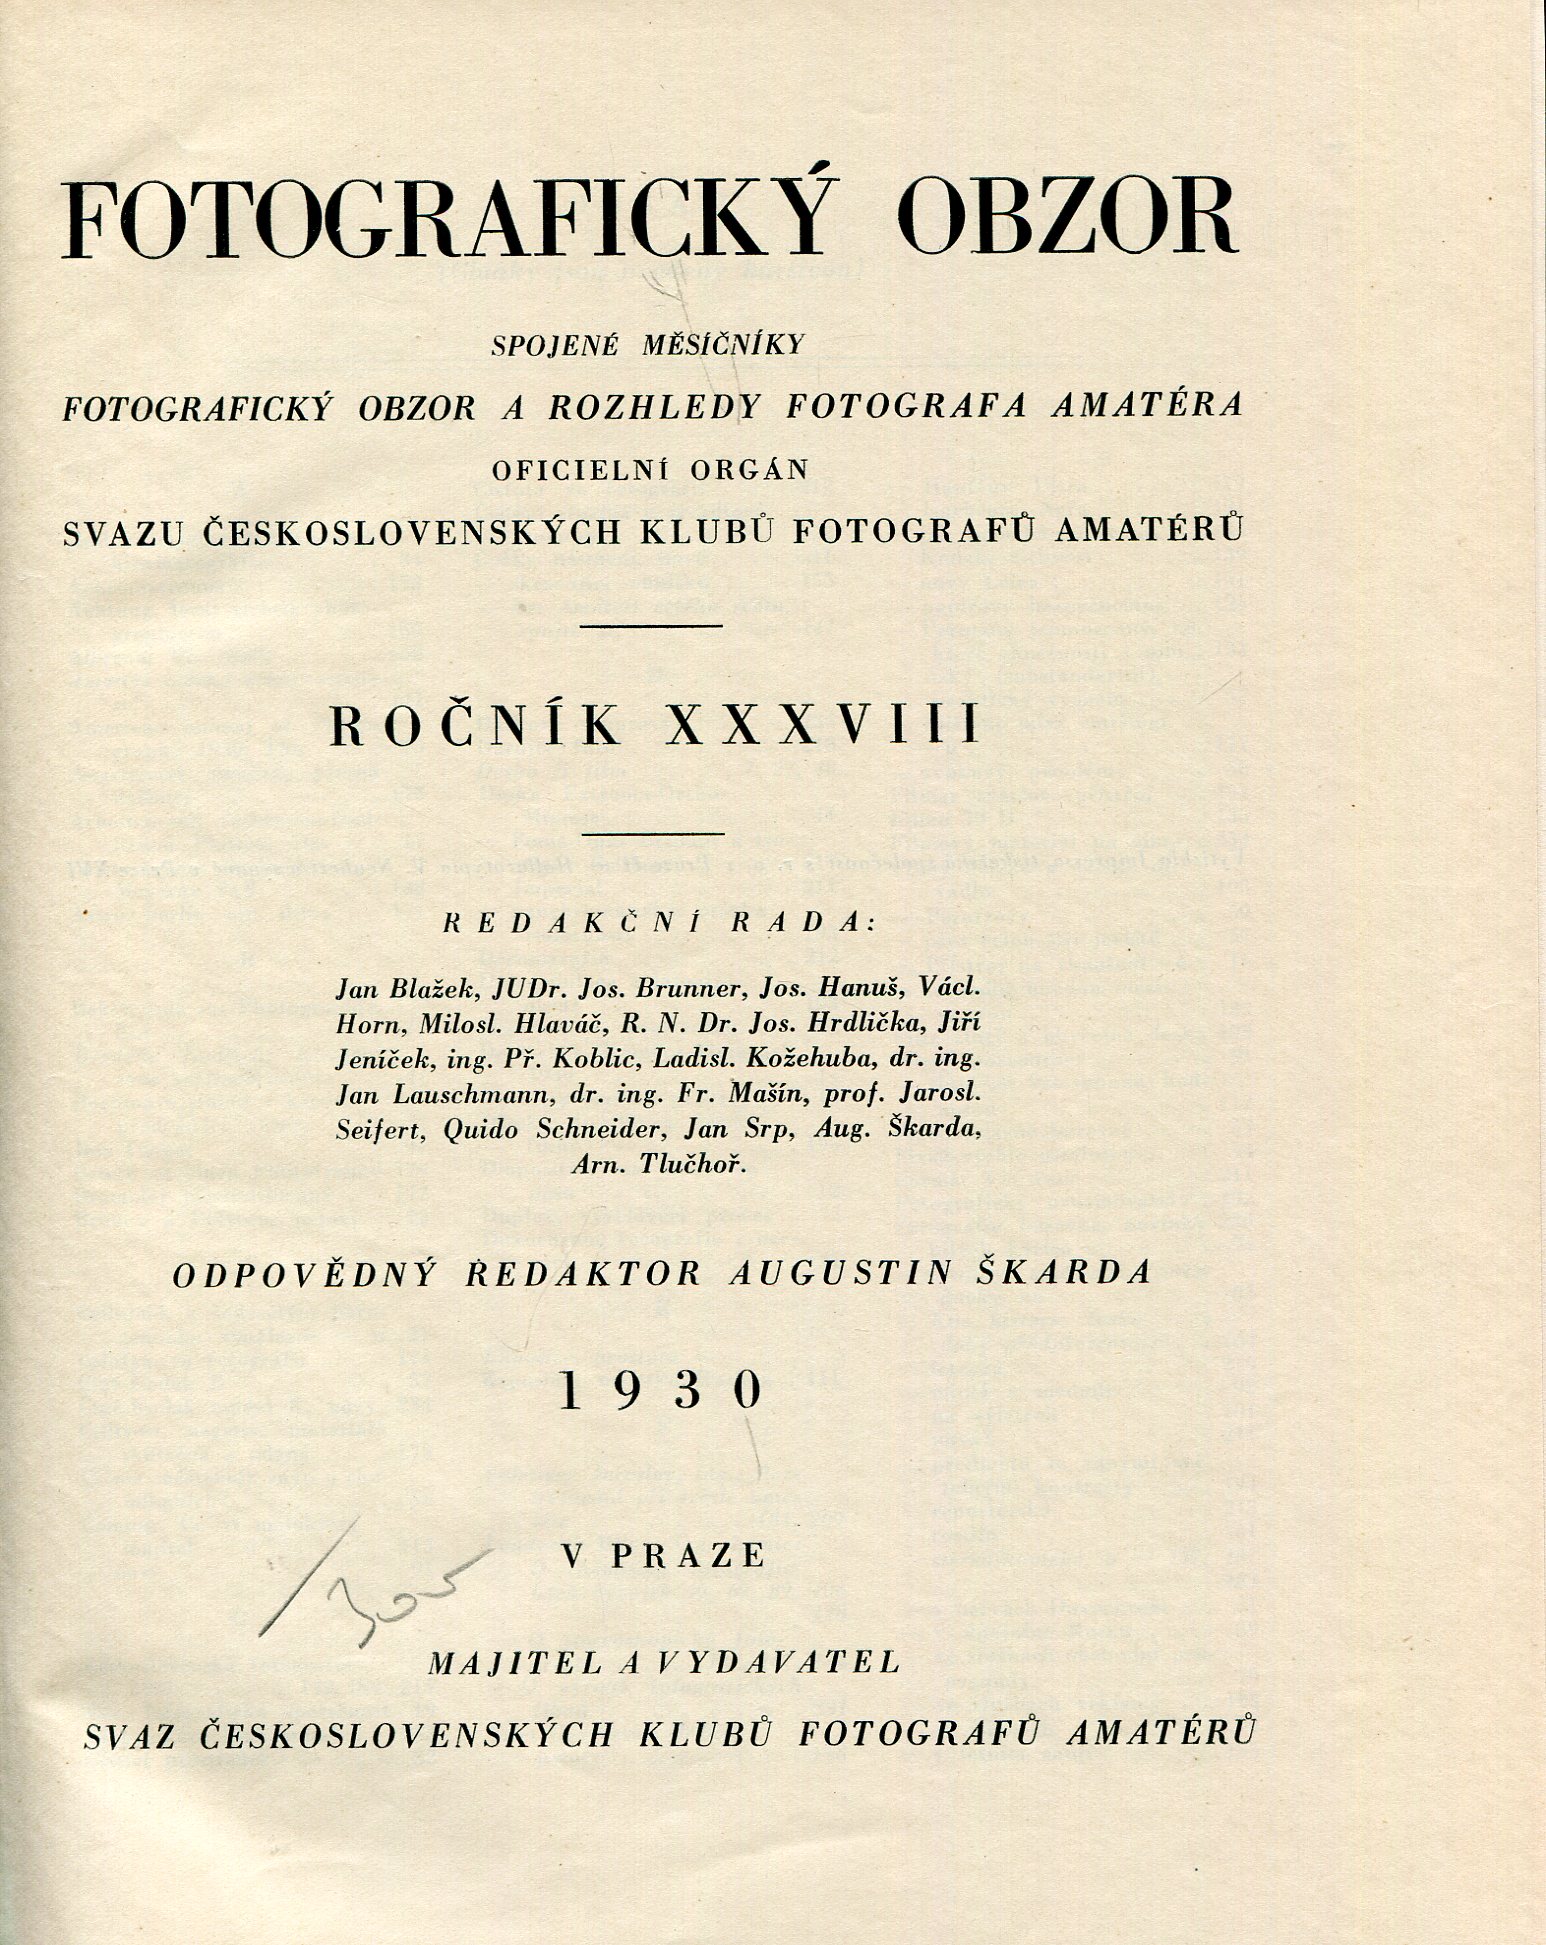 FOTOGRAFICKÝ OBZOR
SPOJENÉ MĚSÍČNÍKY
FOTOGRAFICKÝ OBZOR A ROZHLEDY FOTOGRAFA AMATÉRA
OFICIELNÍ ORGÁN
SVAZU ČESKOSLOVENSKÝCH KLUBŮ FOTOGRAFŮ AMATÉRŮ
ROČNÍK XXXVIII
REDAKČNÍ RADA:
Jan Blažek, JUDr. Jos. Brunner, Jos. Hanuš, Václ.
Horn, Milosl. Hlaváč, R. N. Dr. Jos. Hrdlička, Jiří
Jeníček, ing. Př. Koblic, Ladisl. Kožehuba, dr. ing.
Jan Lauschmann, dr. ing. Fr. Mašín, prof. Jarosl.
Seifert, Quido Schneider, Jan Srp, Aug. Škarda,
Arn. Tlučhoř.
ODPOVĚDNÝ REDAKTOR AUGUSTIN ŠKARDA
1930
V PRAZE
MAJITEL A VYDAVATEL
SVAZ ČESKOSLOVENSKÝCH KLUBŮ FOTOGRAFŮ AMATÉRŮ